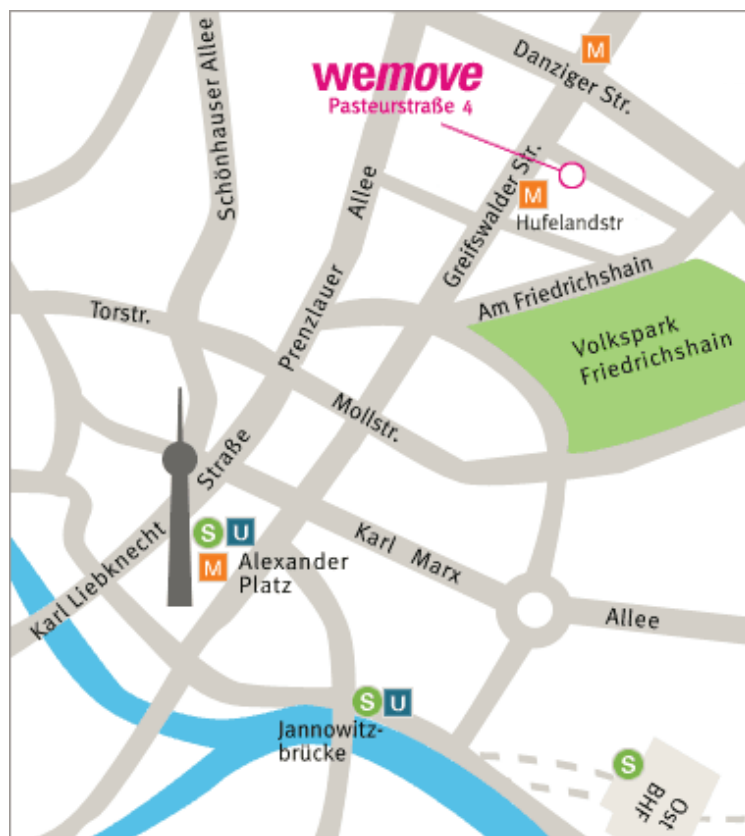 Schönhauser Allee
wemove
Pasteurstraße 4
M
Danziger Str.
Allee
Prenzlauer
Greifswalder Str.
M
Hufelandstr
Am Friedrichshain
Volkspark
Friedrichshain
Torstr.
Mollstr.
Straße
Karl Liebknecht
S U
M
Alexander
Platz
Karl Marx
Allee
S U
Jannowitz-
brücke
S
Ost
BHF